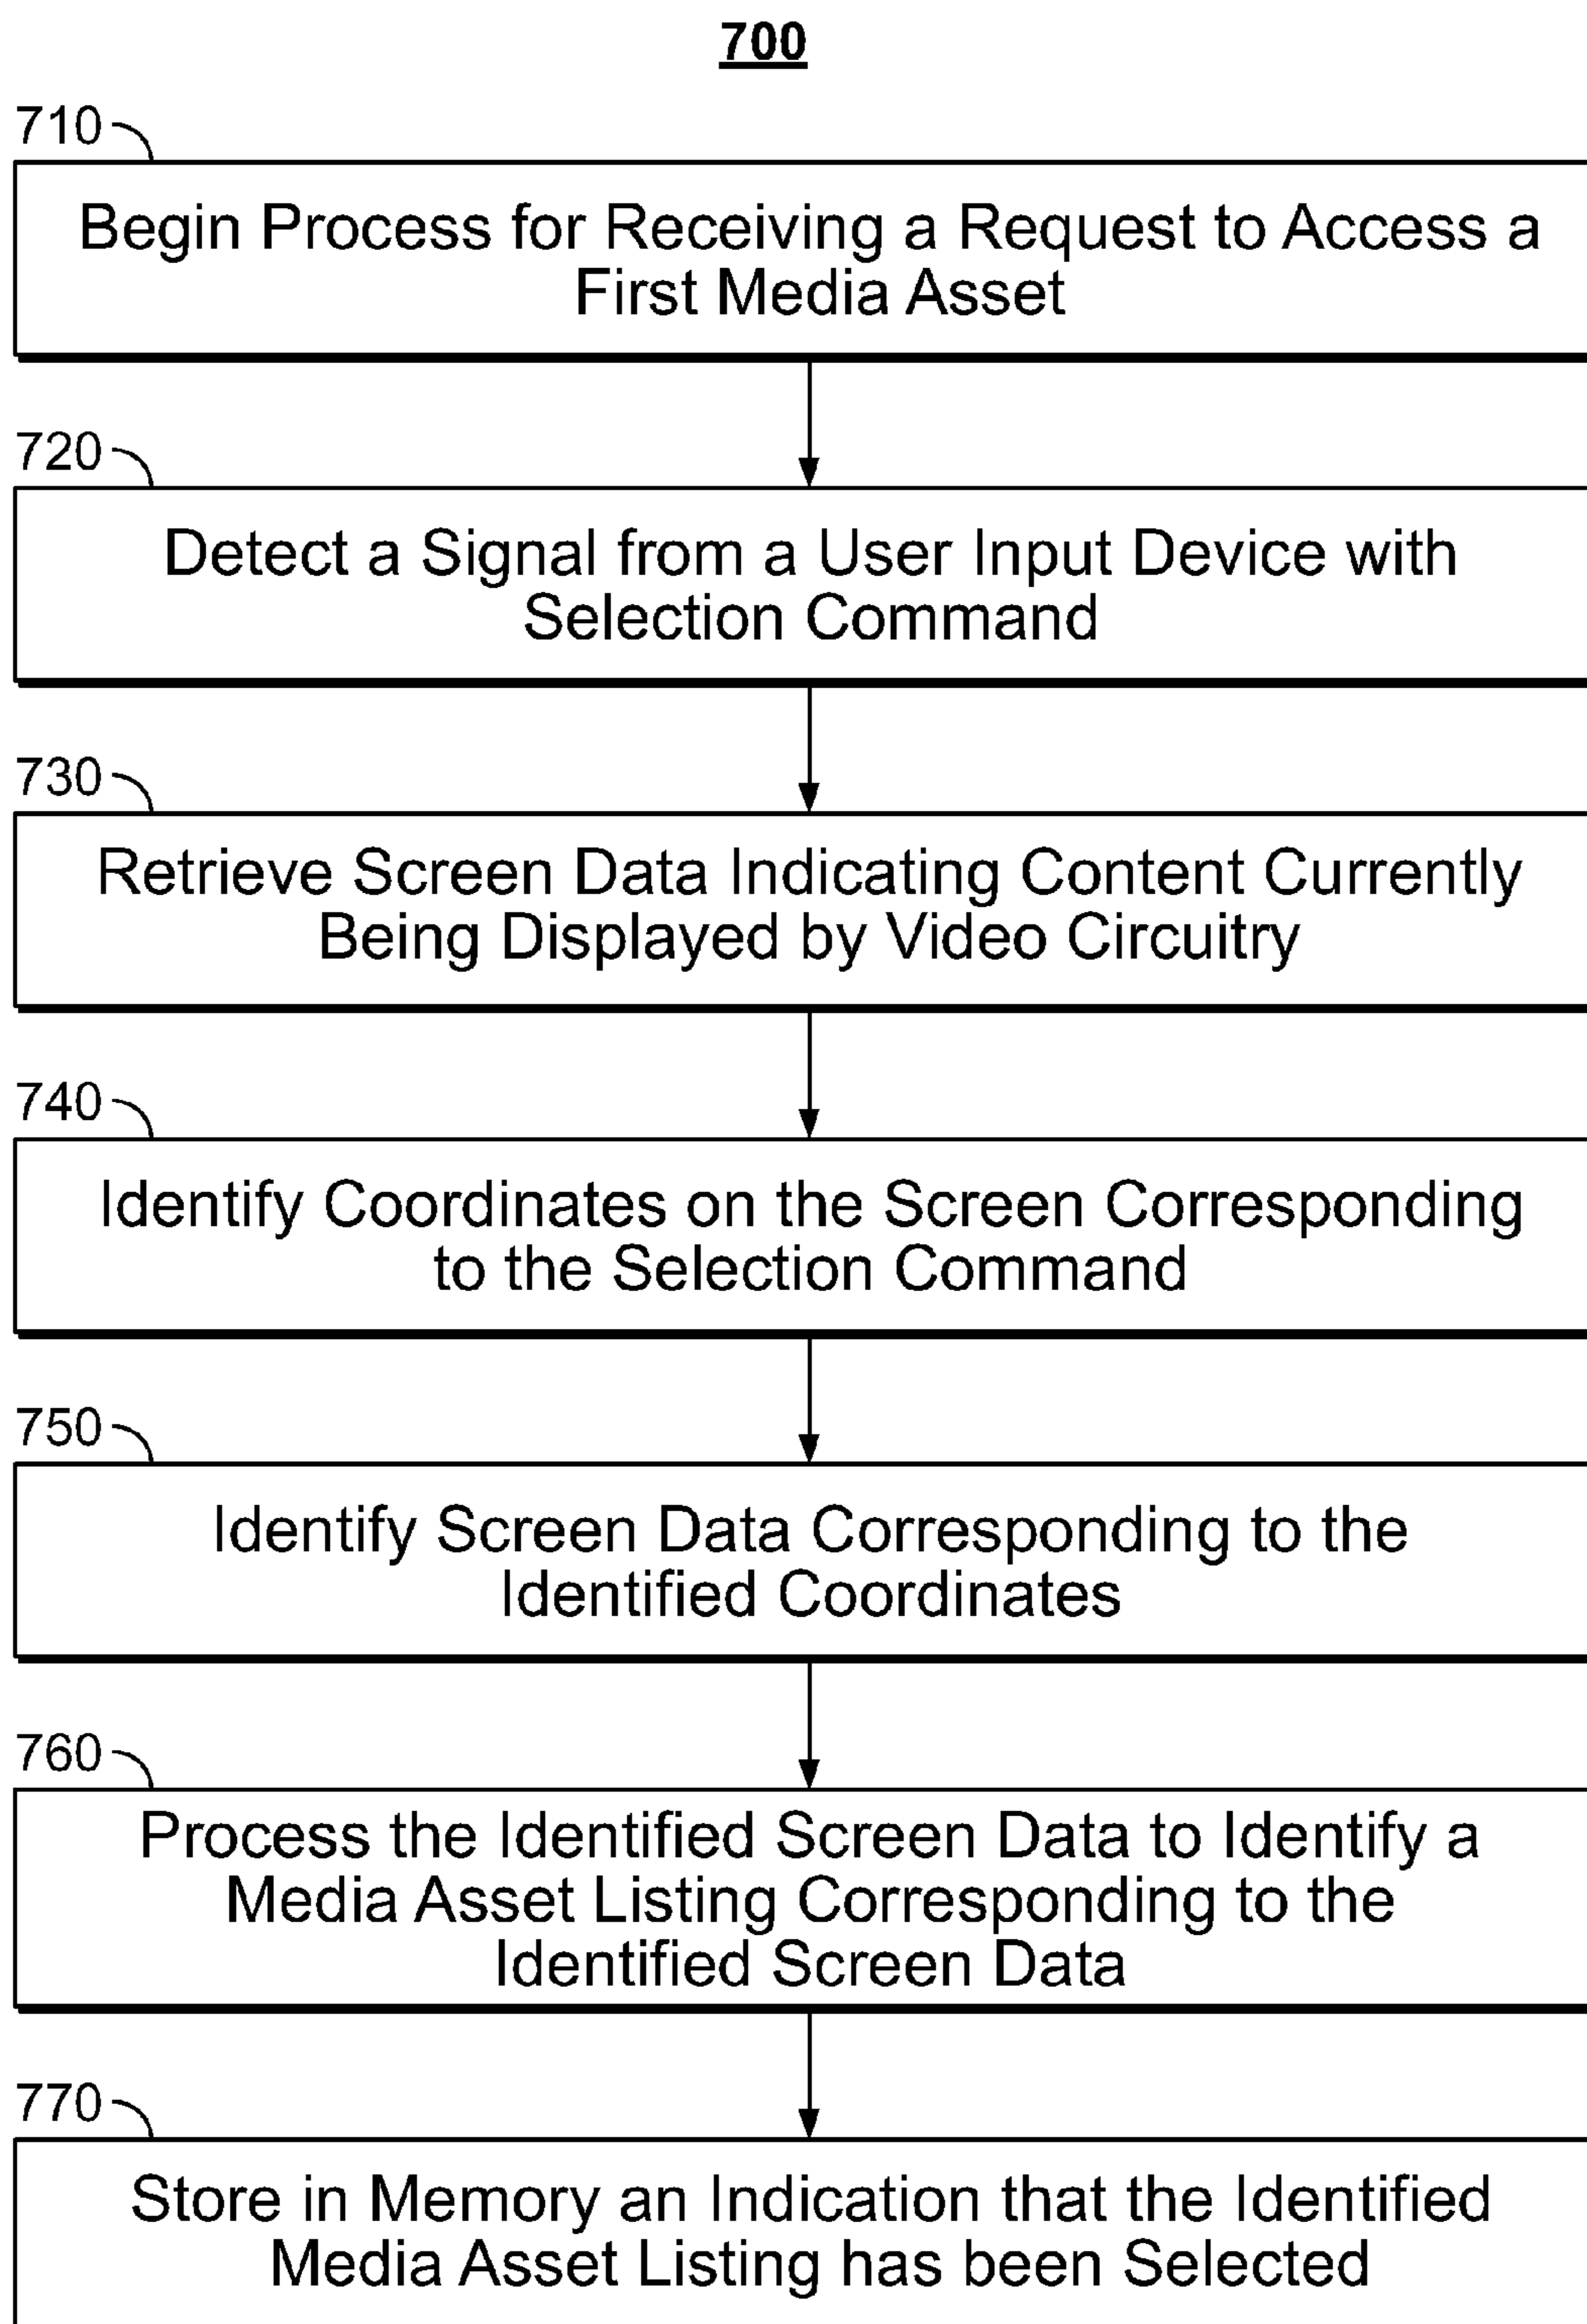 700
710
Begin Process for Receiving a Request to Access a
First Media Asset
720
Detect a Signal from a User Input Device with
Selection Command
730
Retrieve Screen Data Indicating Content Currently
Being Displayed by Video Circuitry
740
Identify Coordinates on the Screen Corresponding
to the Selection Command
750
Identify Screen Data Corresponding to the
Identified Coordinates
760
Process the Identified Screen Data to Identify a
Media Asset Listing Corresponding to the
Identified Screen Data
770
Store in Memory an Indication that the Identified
Media Asset Listing has been Selected